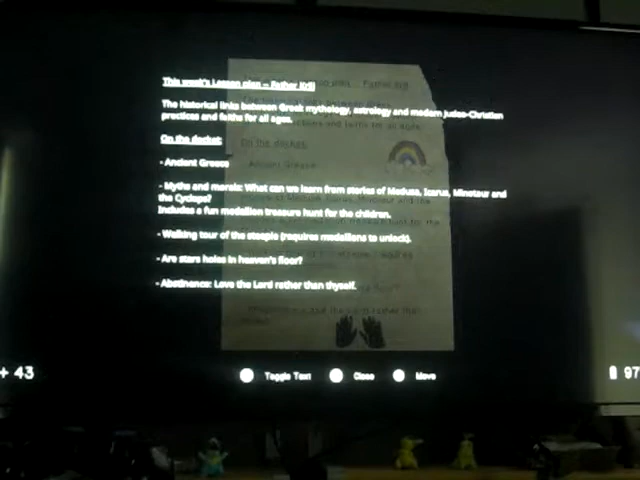 This week's Lesson plan – Father Idill
The historical links between Greek mythology, astrology and modern Judeo-Christian
practices and faiths for all ages.
On the docket:
- Ancient Greece
- Myths and morals: What can we learn from stories of Medusa, Icarus, Minotaur and
the Cyclops?
Includes a fun medallion treasure hunt for the children.
- Walking tour of the steeple (requires medallions to unlock).
- Are stars holes in heaven's floor?
- Abstinence: Love the Lord rather than thyself.
+ 43
Toggle Text Close Move
97